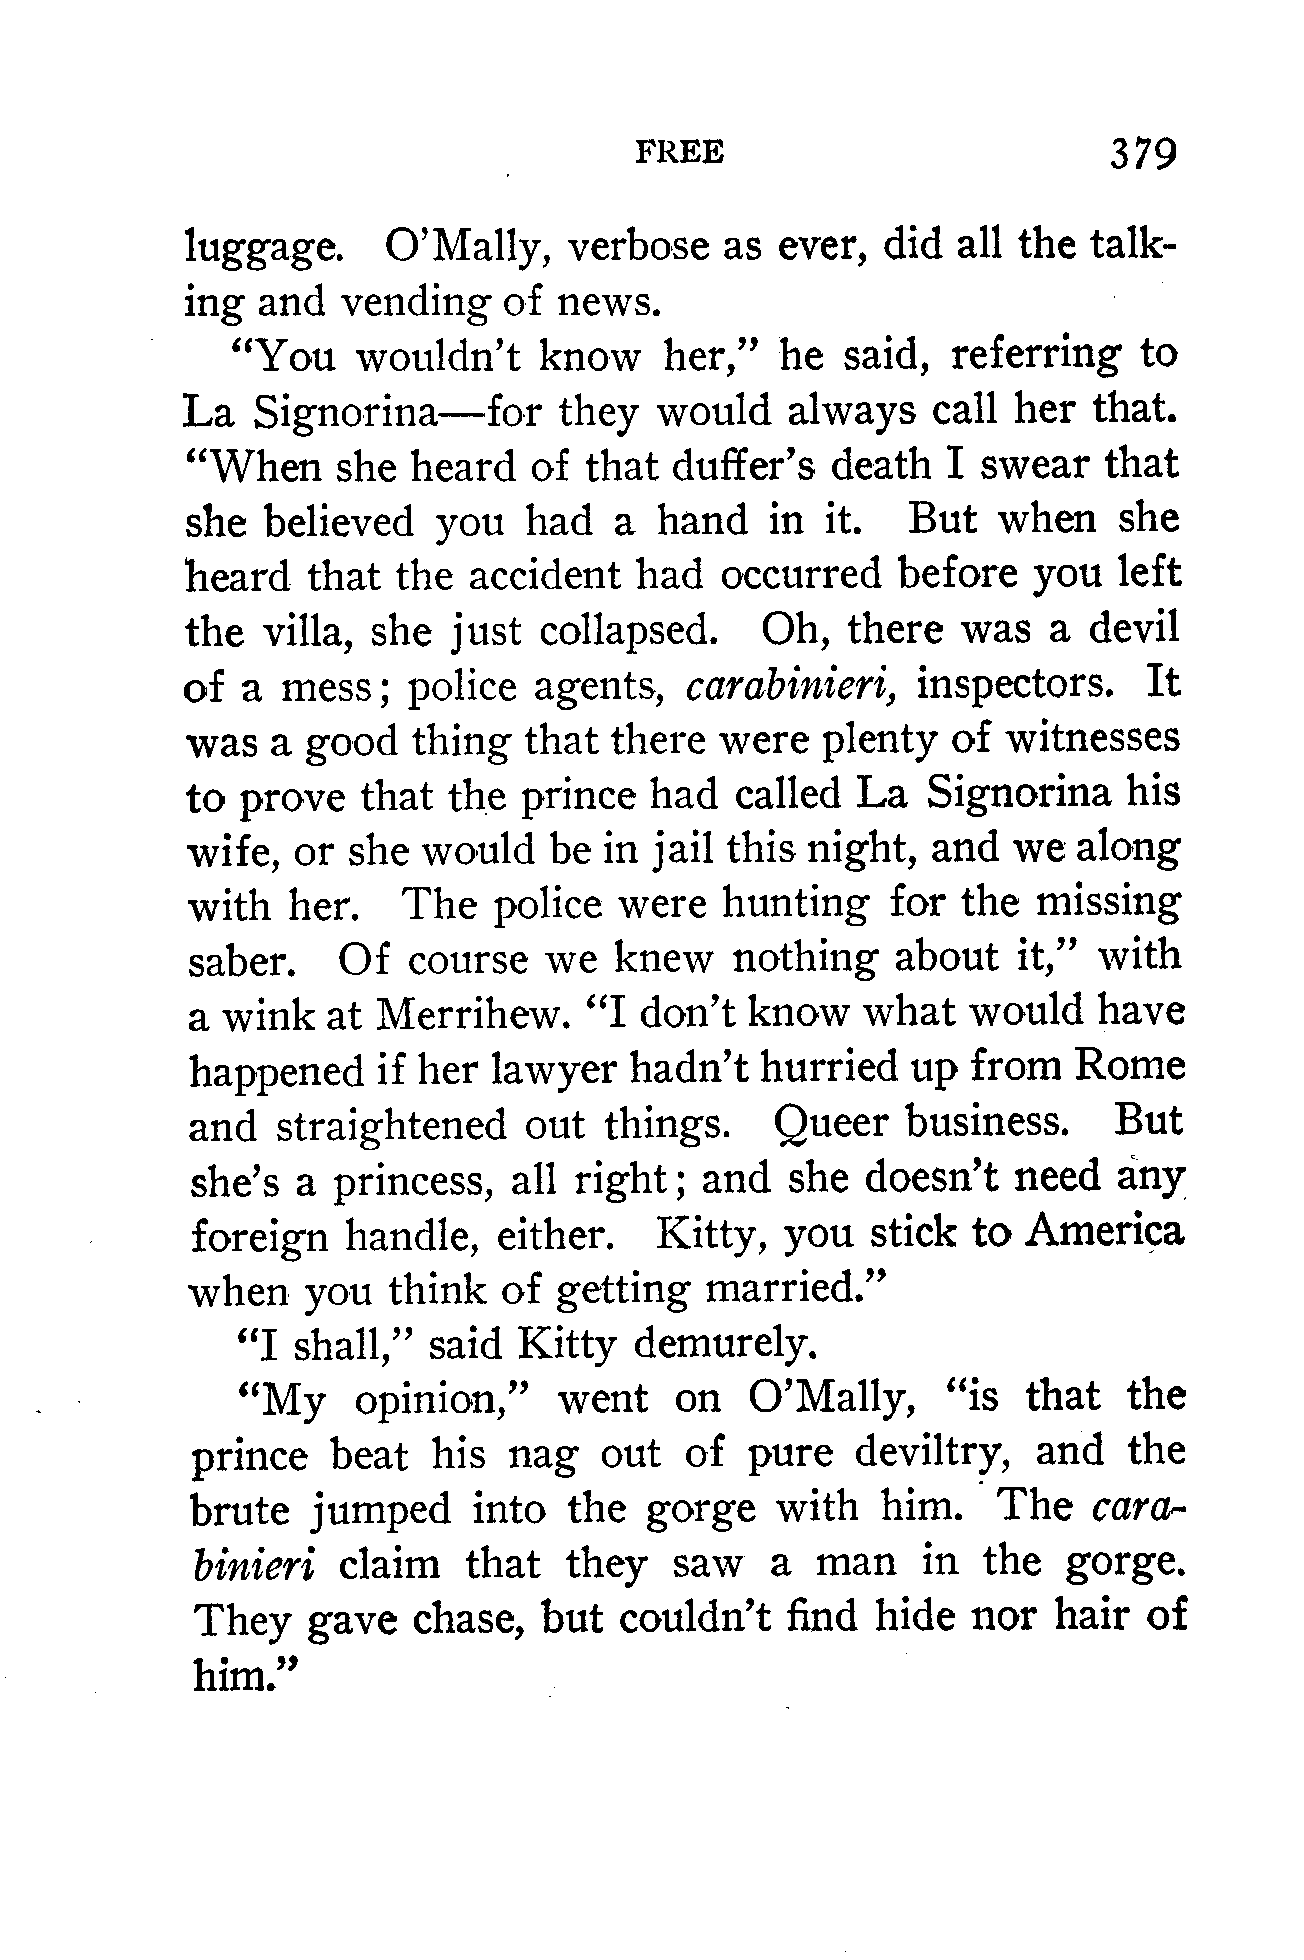 FREE 379
luggage. O'Mally, verbose as ever, did all the talk-
ing and vending of news.
"You wouldn't know her," he said, referring to
La Signorina—for they would always call her that.
"When she heard of that duffer's death I swear that
she believed you had a hand in it. But when she
heard that the accident had occurred before you left
the villa, she just collapsed. Oh, there was a devil
of a mess; police agents, carabinieri, inspectors. It
was a good thing that there were plenty of witnesses
to prove that the prince had called La Signorina his
wife, or she would be in jail this night, and we along
with her. The police were hunting for the missing
saber. Of course we knew nothing about it," with
a wink at Merrihew. "I don't know what would have
happened if her lawyer hadn't hurried up from Rome
and straightened out things. Queer business. But
she's a princess, all right; and she doesn't need any
foreign handle, either. Kitty, you stick to America
when you think of getting married."
"I shall," said Kitty demurely.
"My opinion," went on O'Mally, "is that the
prince beat his nag out of pure deviltry, and the
brute jumped into the gorge with him. The cara-
binieri claim that they saw a man in the gorge.
They gave chase, but couldn't find hide nor hair of
him."